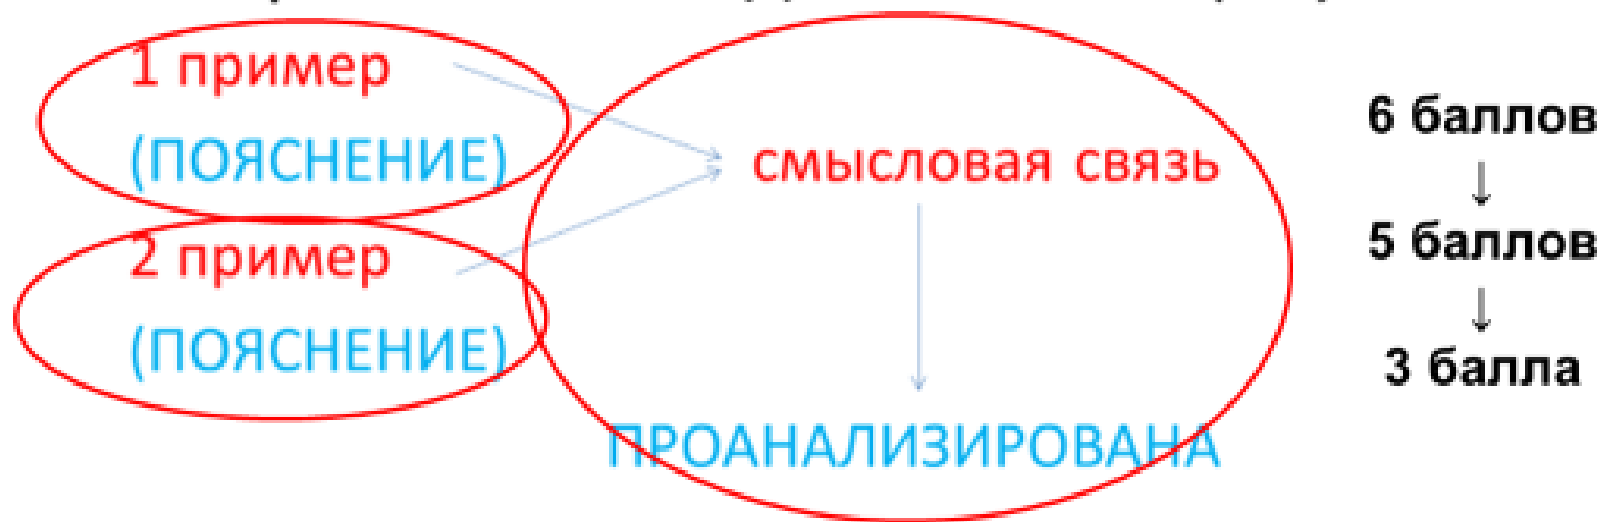 1 пример
(ПОЯСНЕНИЕ)
2 пример
(ПОЯСНЕНИЕ)
смысловая связь
ПРОАНАЛИЗИРОВАНА
6 баллов
↓
5 баллов
↓
3 балла